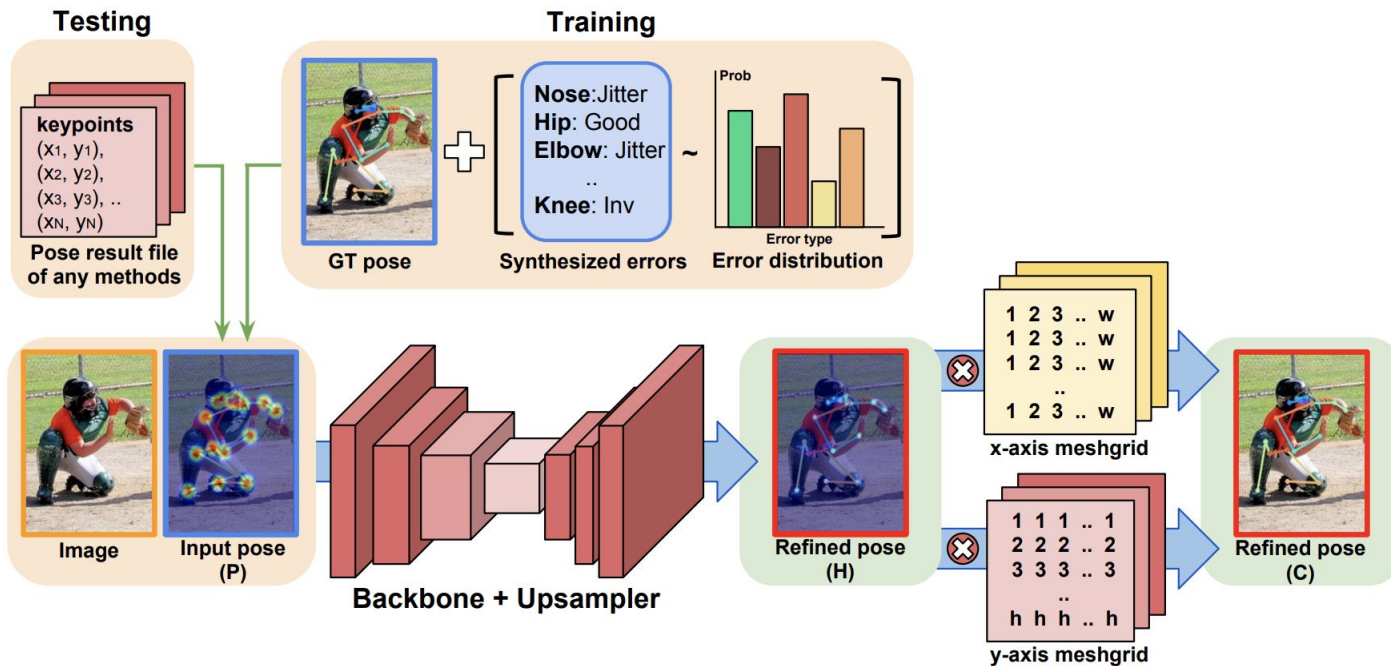 Testing
Training
keypoints
(x1, y1),
(x2, y2),
(x3, y3), ..
(xN, yN)
Pose result file
of any methods
GT pose
Nose:Jitter
Hip: Good
Elbow: Jitter
..
Knee: Inv
Synthesized errors
~
Prob
Error type
Error distribution
Image
Input pose
(P)
Backbone + Upsampler
Refined pose
(H)
1 2 3 .. w
1 2 3 .. w
1 2 3 .. w
..
1 2 3 .. w
x-axis meshgrid
1 1 1 .. 1
2 2 2 .. 2
3 3 3 .. 3
..
h h h .. h
y-axis meshgrid
Refined pose
(C)